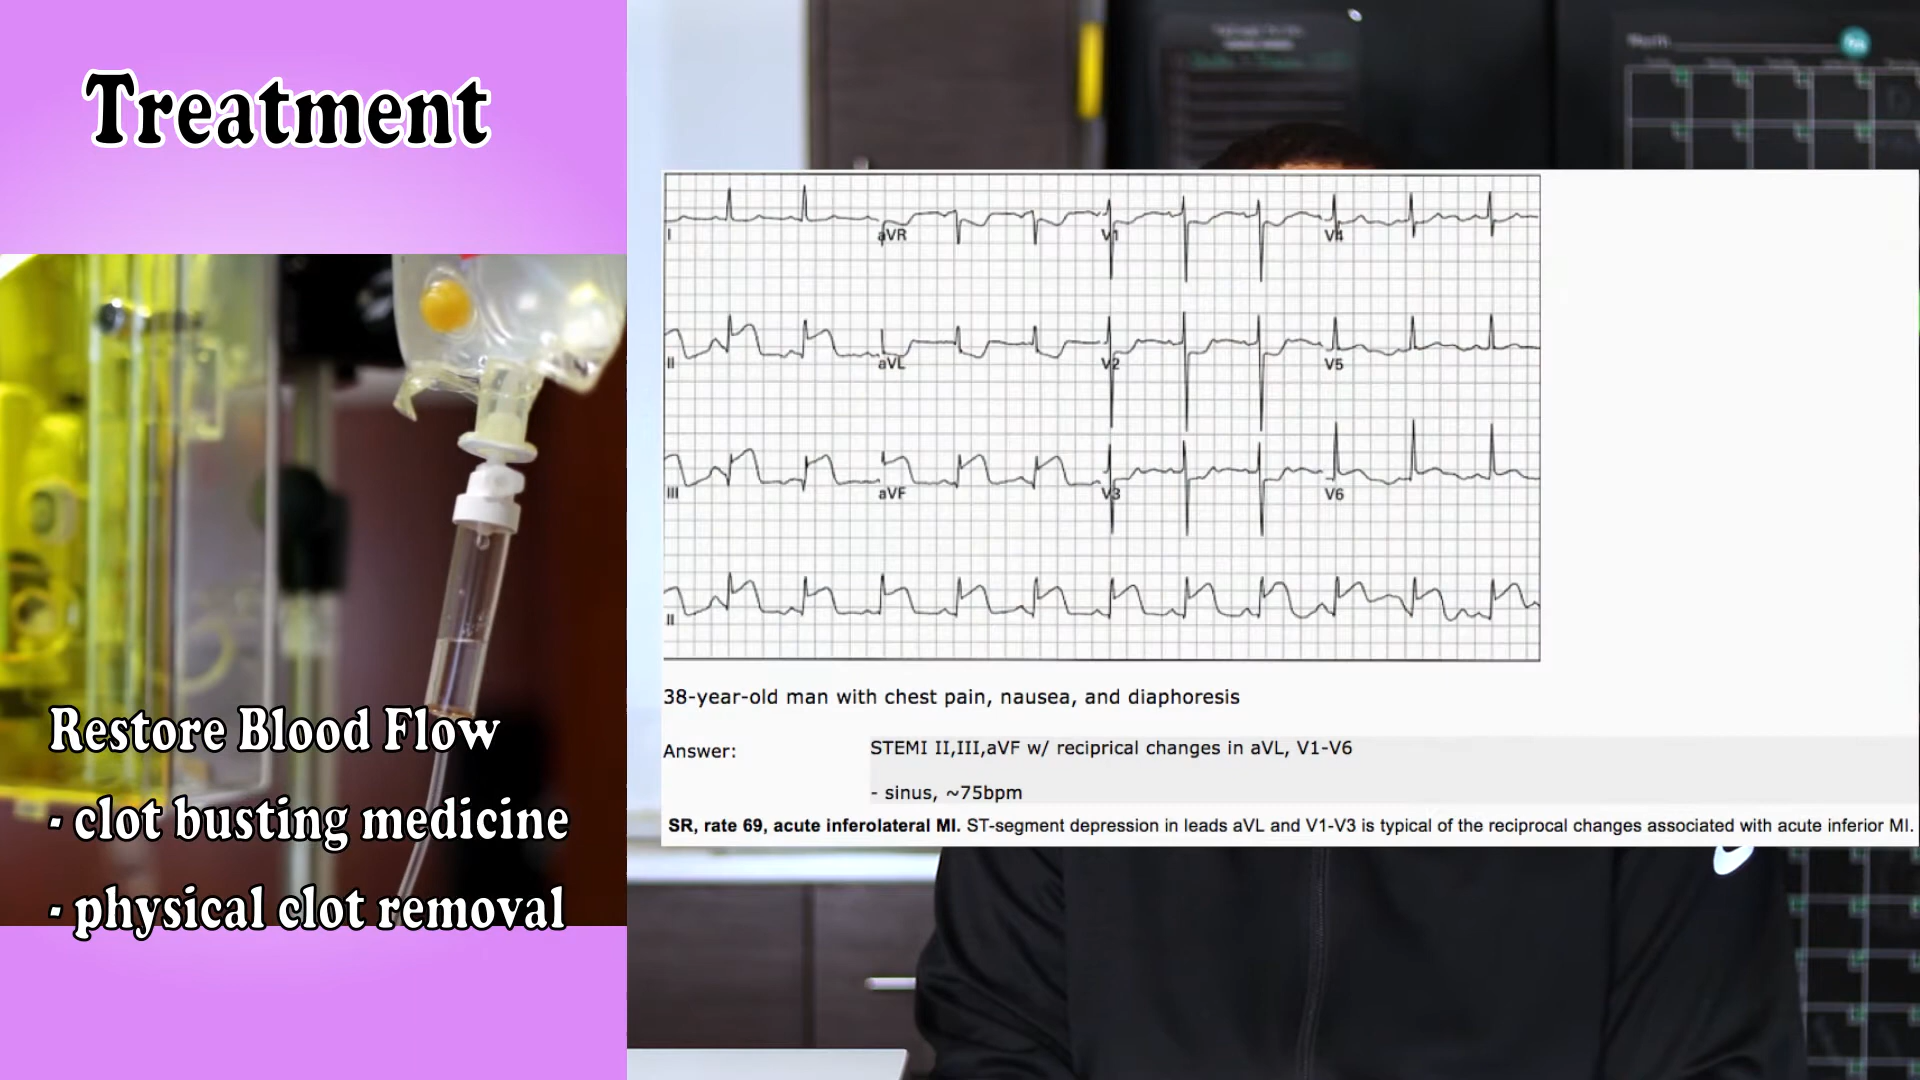 Treatment
Restore Blood Flow
- clot busting medicine
- physical clot removal
I
aVR
V1
V4
II
aVL
V2
V5
III
aVF
V3
V6
II
38-year-old man with chest pain, nausea, and diaphoresis
Answer:
STEMI II,III,aVF w/ reciprical changes in aVL, V1-V6
- sinus, ~75bpm
SR, rate 69, acute inferolateral MI. ST-segment depression in leads aVL and V1-V3 is typical of the reciprocal changes associated with acute inferior MI.